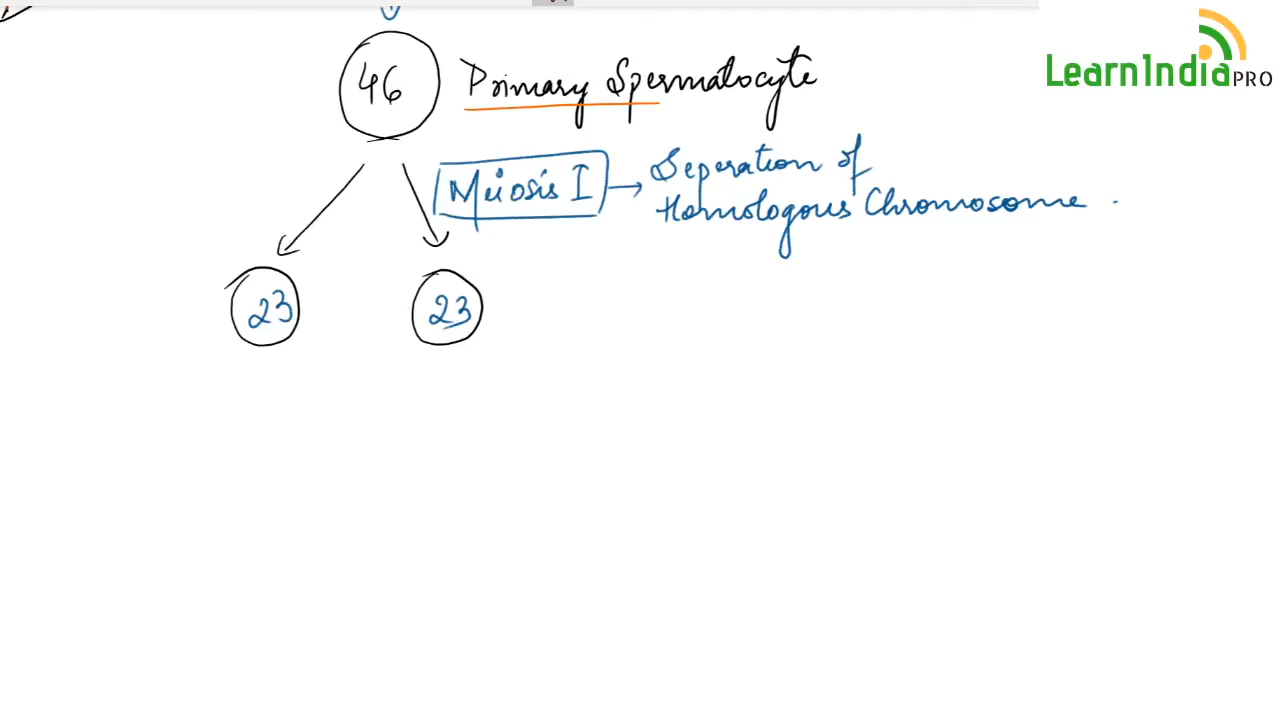 LearnIndia PRO
46 Primary Spermatocyte
Meiosis I → Seperation of
Homologous Chromosome.
23 23